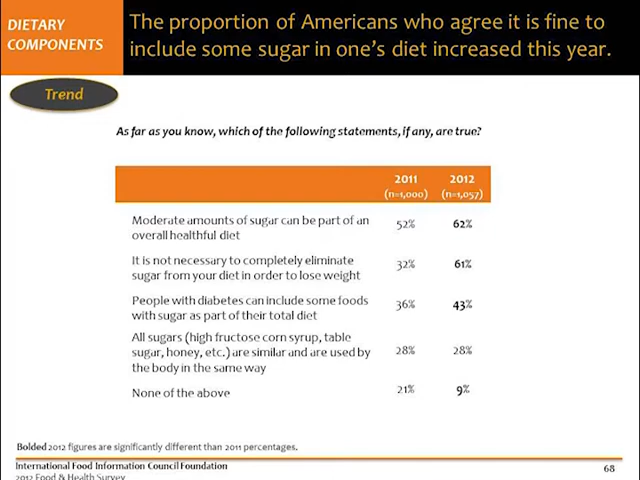 DIETARY
COMPONENTS
The proportion of Americans who agree it is fine to
include some sugar in one's diet increased this year.
Trend
As far as you know, which of the following statements, if any, are true?
2011 2012
(n=1,000) (n=1,057)
Moderate amounts of sugar can be part of an
overall healthful diet 52% 62%
It is not necessary to completely eliminate
sugar from your diet in order to lose weight 32% 61%
People with diabetes can include some foods
with sugar as part of their total diet 36% 43%
All sugars (high fructose corn syrup, table
sugar, honey, etc.) are similar and are used by
the body in the same way 28% 28%
None of the above 21% 9%
Bolded 2012 figures are significantly different than 2011 percentages.
International Food Information Council Foundation
2012 Food & Health Survey
68